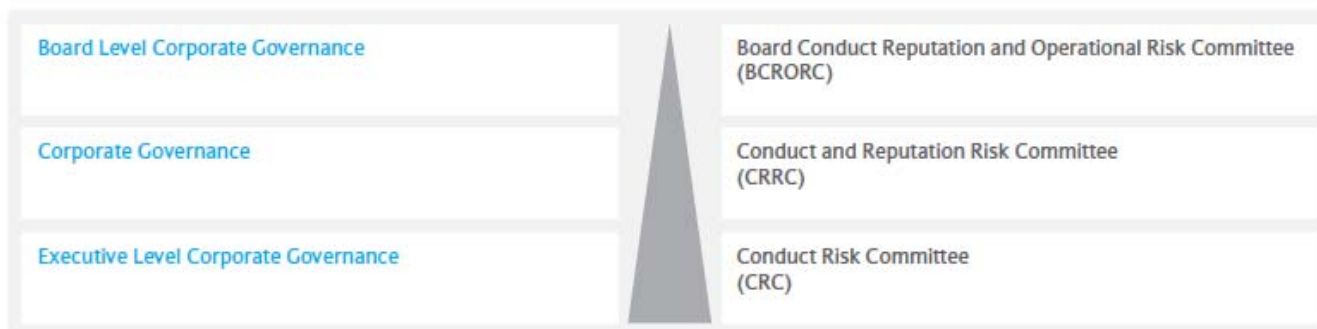 Board Level Corporate Governance
Board Conduct Reputation and Operational Risk Committee
(BCRORC)
Corporate Governance
Conduct and Reputation Risk Committee
(CRRC)
Executive Level Corporate Governance
Conduct Risk Committee
(CRC)